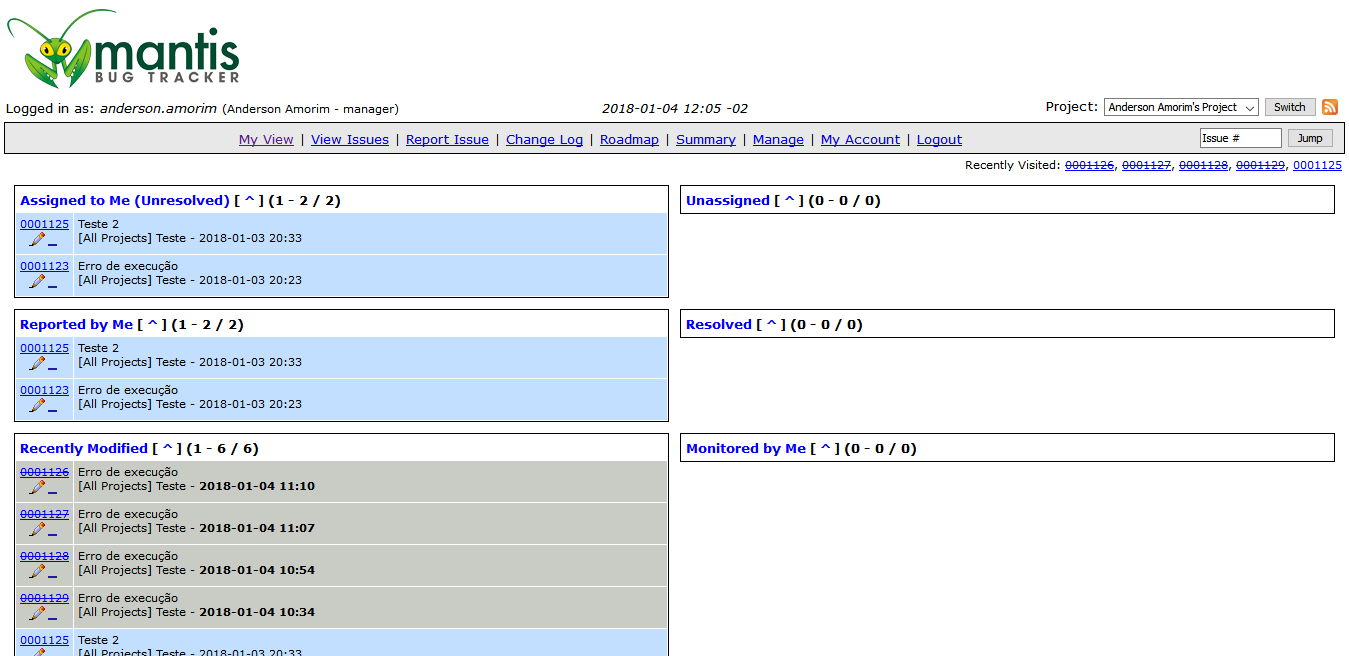 mantis
BUG TRACKER
Logged in as: anderson.amorim (Anderson Amorim - manager)
2018-01-04 12:05 -02
Project: Anderson Amorim's Project Switch
My View | View Issues | Report Issue | Change Log | Roadmap | Summary | Manage | My Account | Logout
Issue # Jump
Recently Visited: 0001126, 0001127, 0001128, 0001129, 0001125
Assigned to Me (Unresolved) [ ^ ] (1 - 2 / 2)
0001125 Teste 2
[All Projects] Teste - 2018-01-03 20:33
0001123 Erro de execução
[All Projects] Teste - 2018-01-03 20:23
Unassigned [ ^ ] (0 - 0 / 0)
Reported by Me [ ^ ] (1 - 2 / 2)
0001125 Teste 2
[All Projects] Teste - 2018-01-03 20:33
0001123 Erro de execução
[All Projects] Teste - 2018-01-03 20:23
Resolved [ ^ ] (0 - 0 / 0)
Recently Modified [ ^ ] (1 - 6 / 6)
0001126 Erro de execução
[All Projects] Teste - 2018-01-04 11:10
0001127 Erro de execução
[All Projects] Teste - 2018-01-04 11:07
0001128 Erro de execução
[All Projects] Teste - 2018-01-04 10:54
0001129 Erro de execução
[All Projects] Teste - 2018-01-04 10:34
0001125 Teste 2
[All Projects] Teste - 2018-01-03 20:33
Monitored by Me [ ^ ] (0 - 0 / 0)